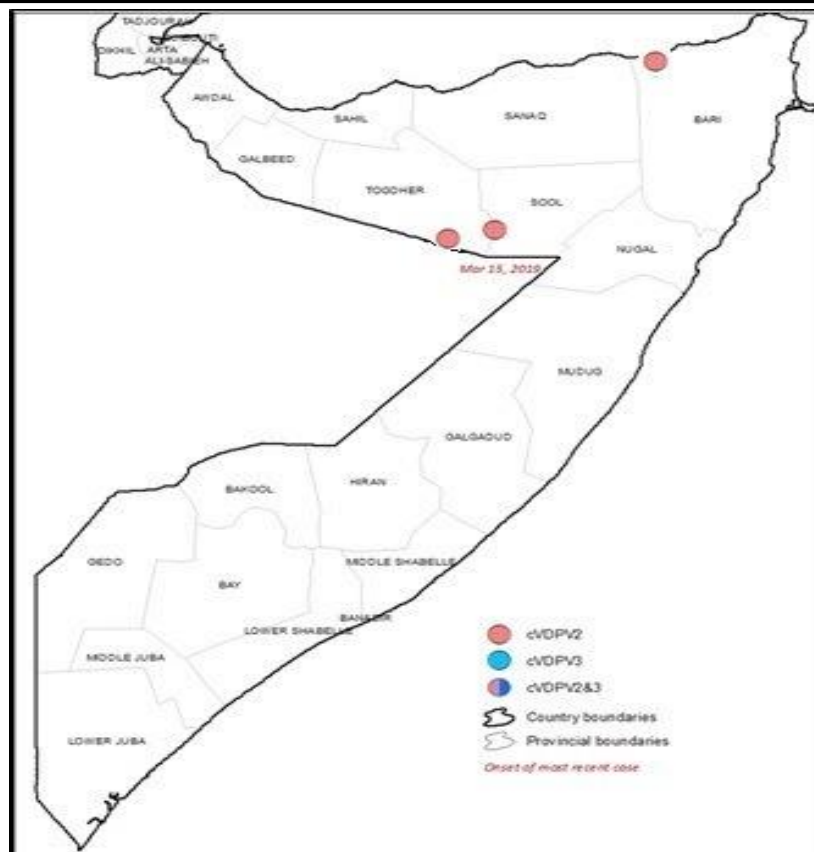 TADJOURAH
DIKHIL
ARTA
ALI-SABIEH
AWDAL
SAHIL
SANAQ
BARI
GALBEED
TOGDHER
SOOL
NUGAL
Mar 15, 2019
MUDUG
GALGADUD
HIRAN
BAKOOL
GEDO
MIDDLE SHABELLE
BAY
BANADIR
LOWER SHABELLE
MIDDLE JUBA
LOWER JUBA
cVDPV2
cVDPV3
cVDPV2&3
Country boundaries
Provincial boundaries
Onset of most recent case